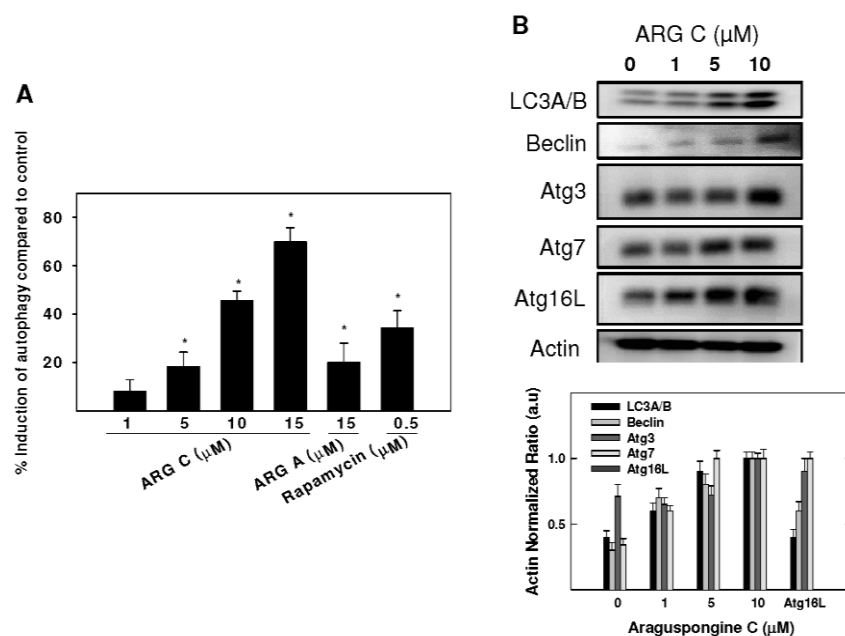 A
% Induction of autophagy compared to control
80
60
40
20
1 5 10 15 15 0.5
ARG C (μM)
ARG A (μM)
Rapamycin (μM)
B
ARG C (μM)
0 1 5 10
LC3A/B
Beclin
Atg3
Atg7
Atg16L
Actin
Actin Normalized Ratio (a.u)
LC3A/B
Beclin
Atg3
Atg7
Atg16L
1.0
0.5
0 1 5 10 Atg16L
Araguspongine C (μM)
* * * * *